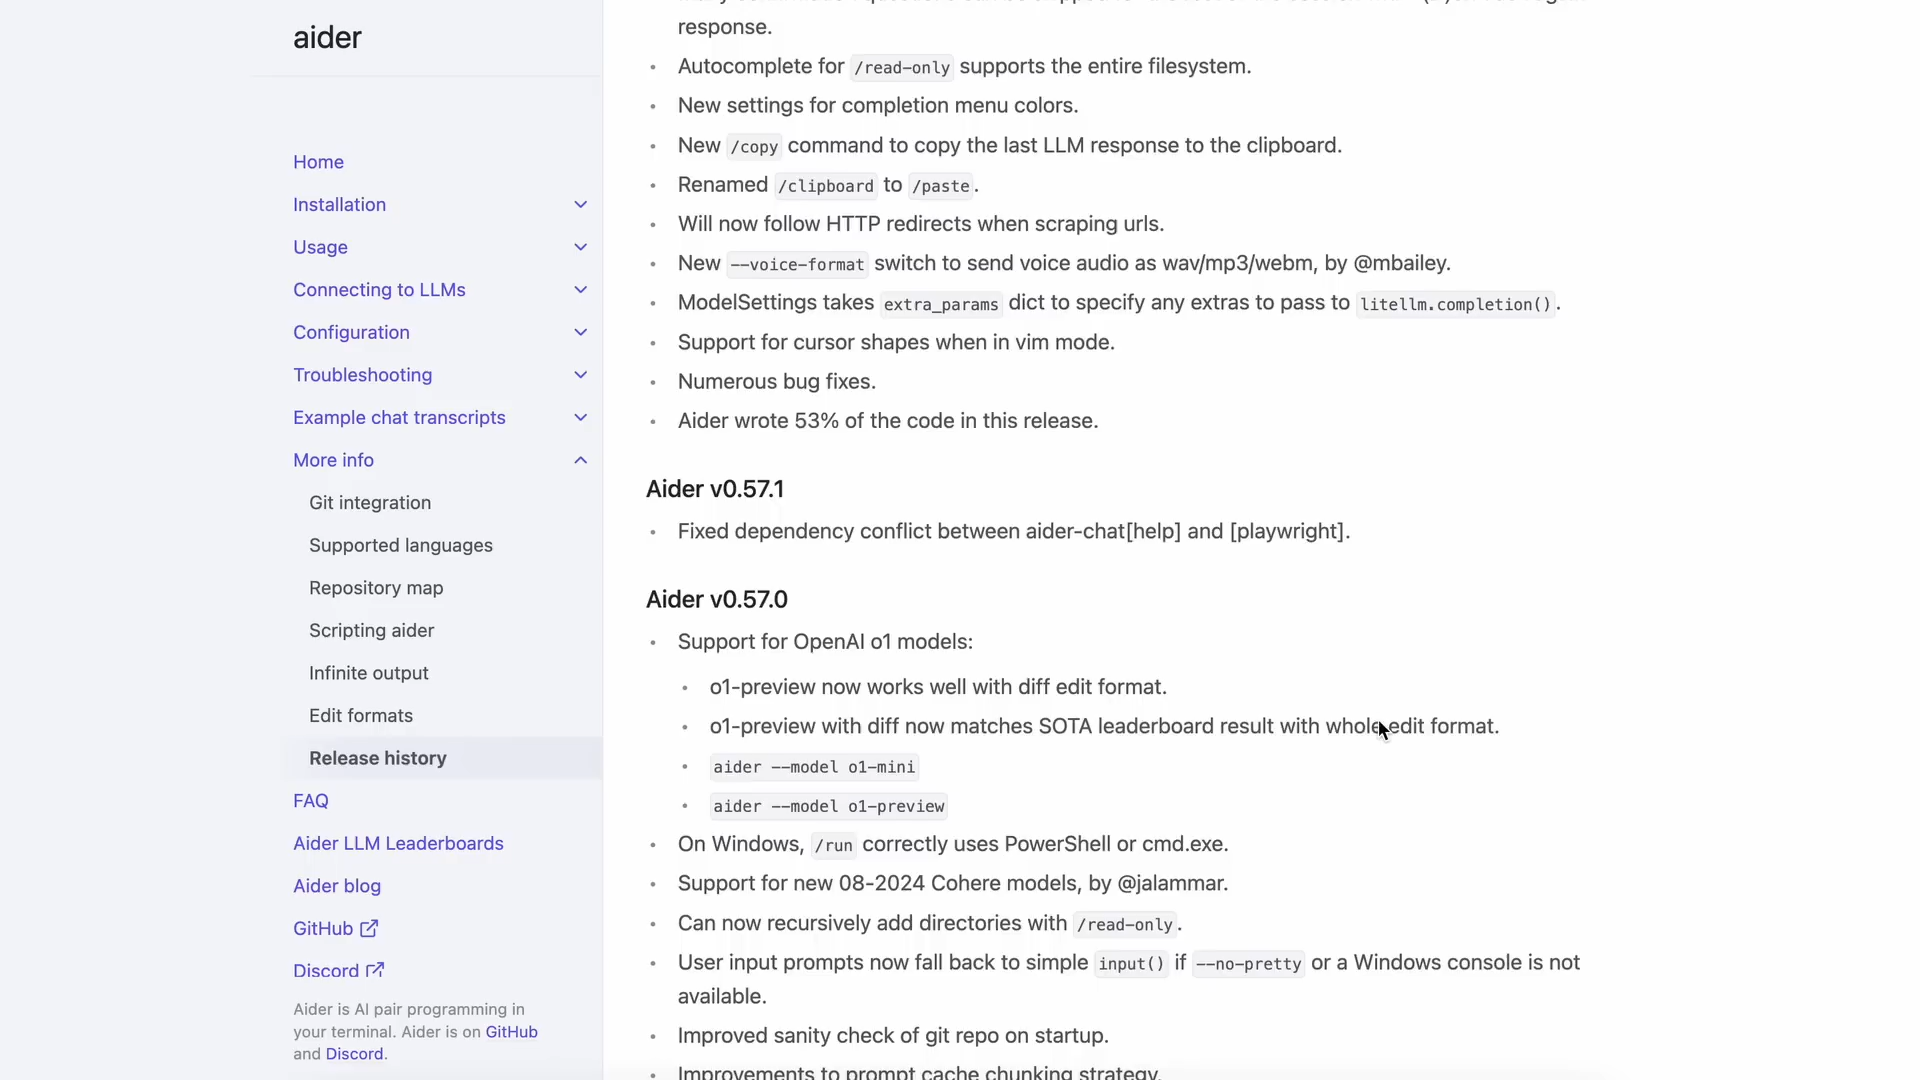 aider
Home
Installation
Usage
Connecting to LLMs
Configuration
Troubleshooting
Example chat transcripts
More info
Git integration
Supported languages
Repository map
Scripting aider
Infinite output
Edit formats
Release history
FAQ
Aider LLM Leaderboards
Aider blog
GitHub
Discord
Aider is AI pair programming in
your terminal. Aider is on GitHub
and Discord.
response.
Autocomplete for /read-only supports the entire filesystem.
New settings for completion menu colors.
New /copy command to copy the last LLM response to the clipboard.
Renamed /clipboard to /paste.
Will now follow HTTP redirects when scraping urls.
New --voice-format switch to send voice audio as wav/mp3/webm, by @mbailey.
ModelSettings takes extra_params dict to specify any extras to pass to litellm.completion().
Support for cursor shapes when in vim mode.
Numerous bug fixes.
Aider wrote 53% of the code in this release.
Aider v0.57.1
Fixed dependency conflict between aider-chat[help] and [playwright].
Aider v0.57.0
Support for OpenAI o1 models:
o1-preview now works well with diff edit format.
o1-preview with diff now matches SOTA leaderboard result with whole edit format.
aider --model o1-mini
aider --model o1-preview
On Windows, /run correctly uses PowerShell or cmd.exe.
Support for new 08-2024 Cohere models, by @jalammar.
Can now recursively add directories with /read-only.
User input prompts now fall back to simple input() if --no-pretty or a Windows console is not
available.
Improved sanity check of git repo on startup.
Improvements to prompt cache chunking strategy.